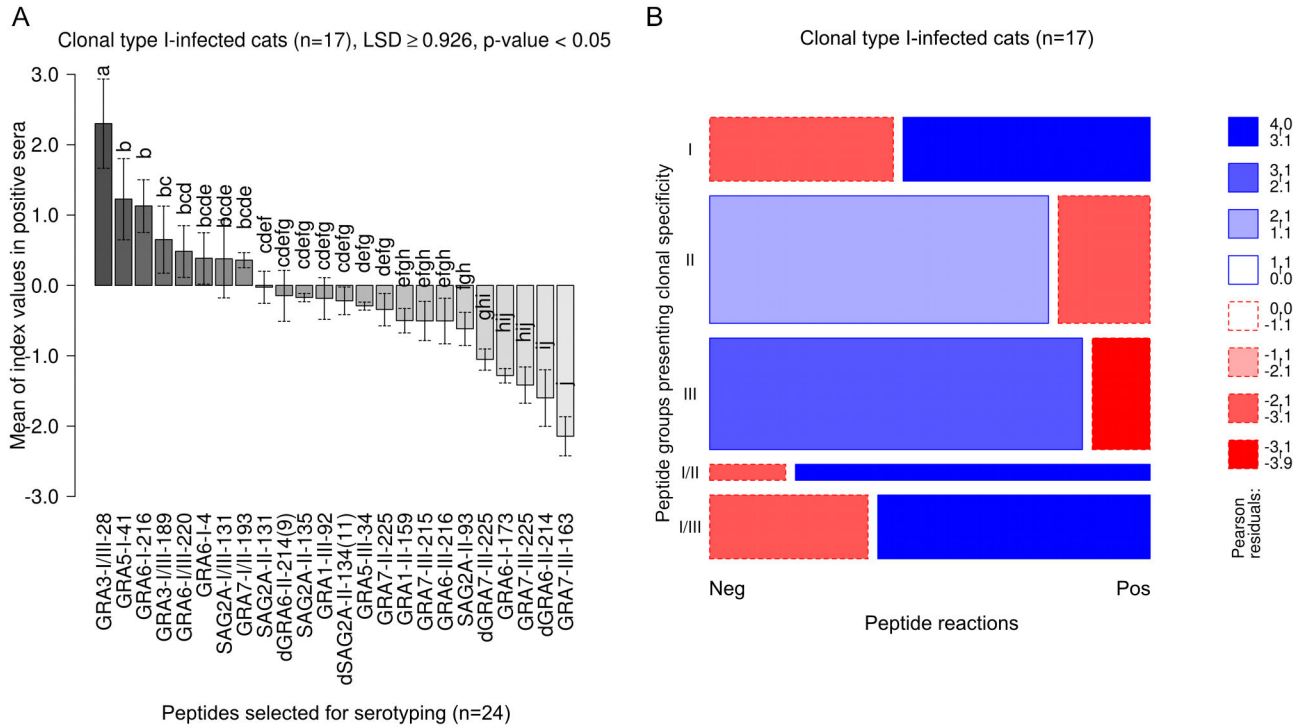 A
Clonal type I-infected cats (n=17), LSD ≥ 0.926, p-value < 0.05
Mean of index values in positive sera
3.0
2.0
1.0
0.0
-1.0
-2.0
-3.0
a
b
b
bc
bcd
bcde
bcde
bcde
cdef
cdefg
cdefg
cdefg
cdefg
defg
defg
efgh
efgh
efgh
fgh
ghi
hij
hij
ij
j
GRA3-I/III-28
GRA5-I-41
GRA6-I-216
GRA3-I/III-189
GRA6-I/III-220
GRA6-I-4
SAG2A-I/III-131
GRA7-I/II-193
SAG2A-II-131
dGRA6-II-214(9)
SAG2A-II-135
GRA1-III-92
dSAG2A-II-134(11)
GRA5-III-34
GRA7-II-225
GRA1-II-159
GRA7-III-215
GRA6-III-216
SAG2A-II-93
dGRA7-III-225
GRA6-I-173
GRA7-III-225
dGRA6-II-214
GRA7-III-163
Peptides selected for serotyping (n=24)
B
Clonal type I-infected cats (n=17)
Peptide groups presenting clonal specificity
I
II
III
I/II
I/III
Neg
Pos
Peptide reactions
4,0
3.1
3,1
2.1
2,1
1.1
1,1
0.0
0,0
-1.1
-1,1
-2.1
-2,1
-3.1
-3,1
-3.9
Pearson
residuals: